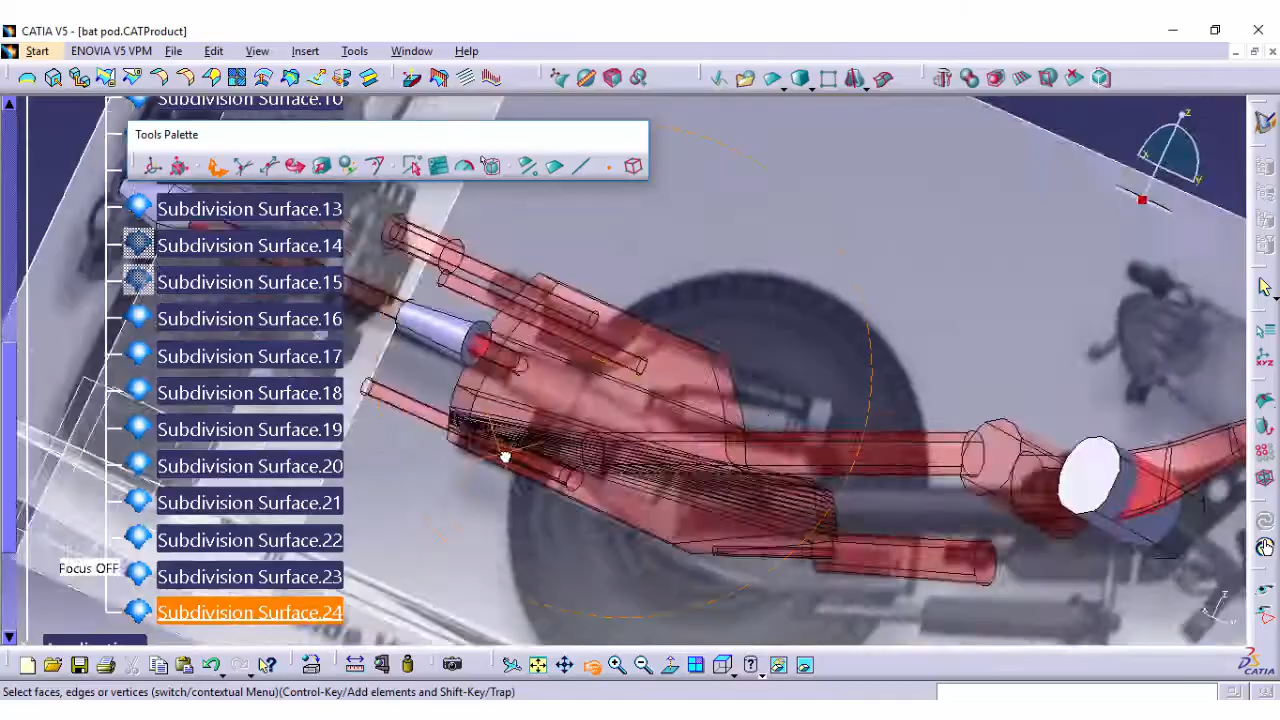 CATIA V5 - [bat pod.CATProduct]
Start ENOVIA V5 VPM File Edit View Insert Tools Window Help
Subdivision Surface.10
Tools Palette
Subdivision Surface.13
Subdivision Surface.14
Subdivision Surface.15
Subdivision Surface.16
Subdivision Surface.17
Subdivision Surface.18
Subdivision Surface.19
Subdivision Surface.20
Subdivision Surface.21
Subdivision Surface.22
Focus OFF
Subdivision Surface.23
Subdivision Surface.24
CATIA
Select faces, edges or vertices (switch/contextual Menu)(Control-Key/Add elements and Shift-Key/Trap)